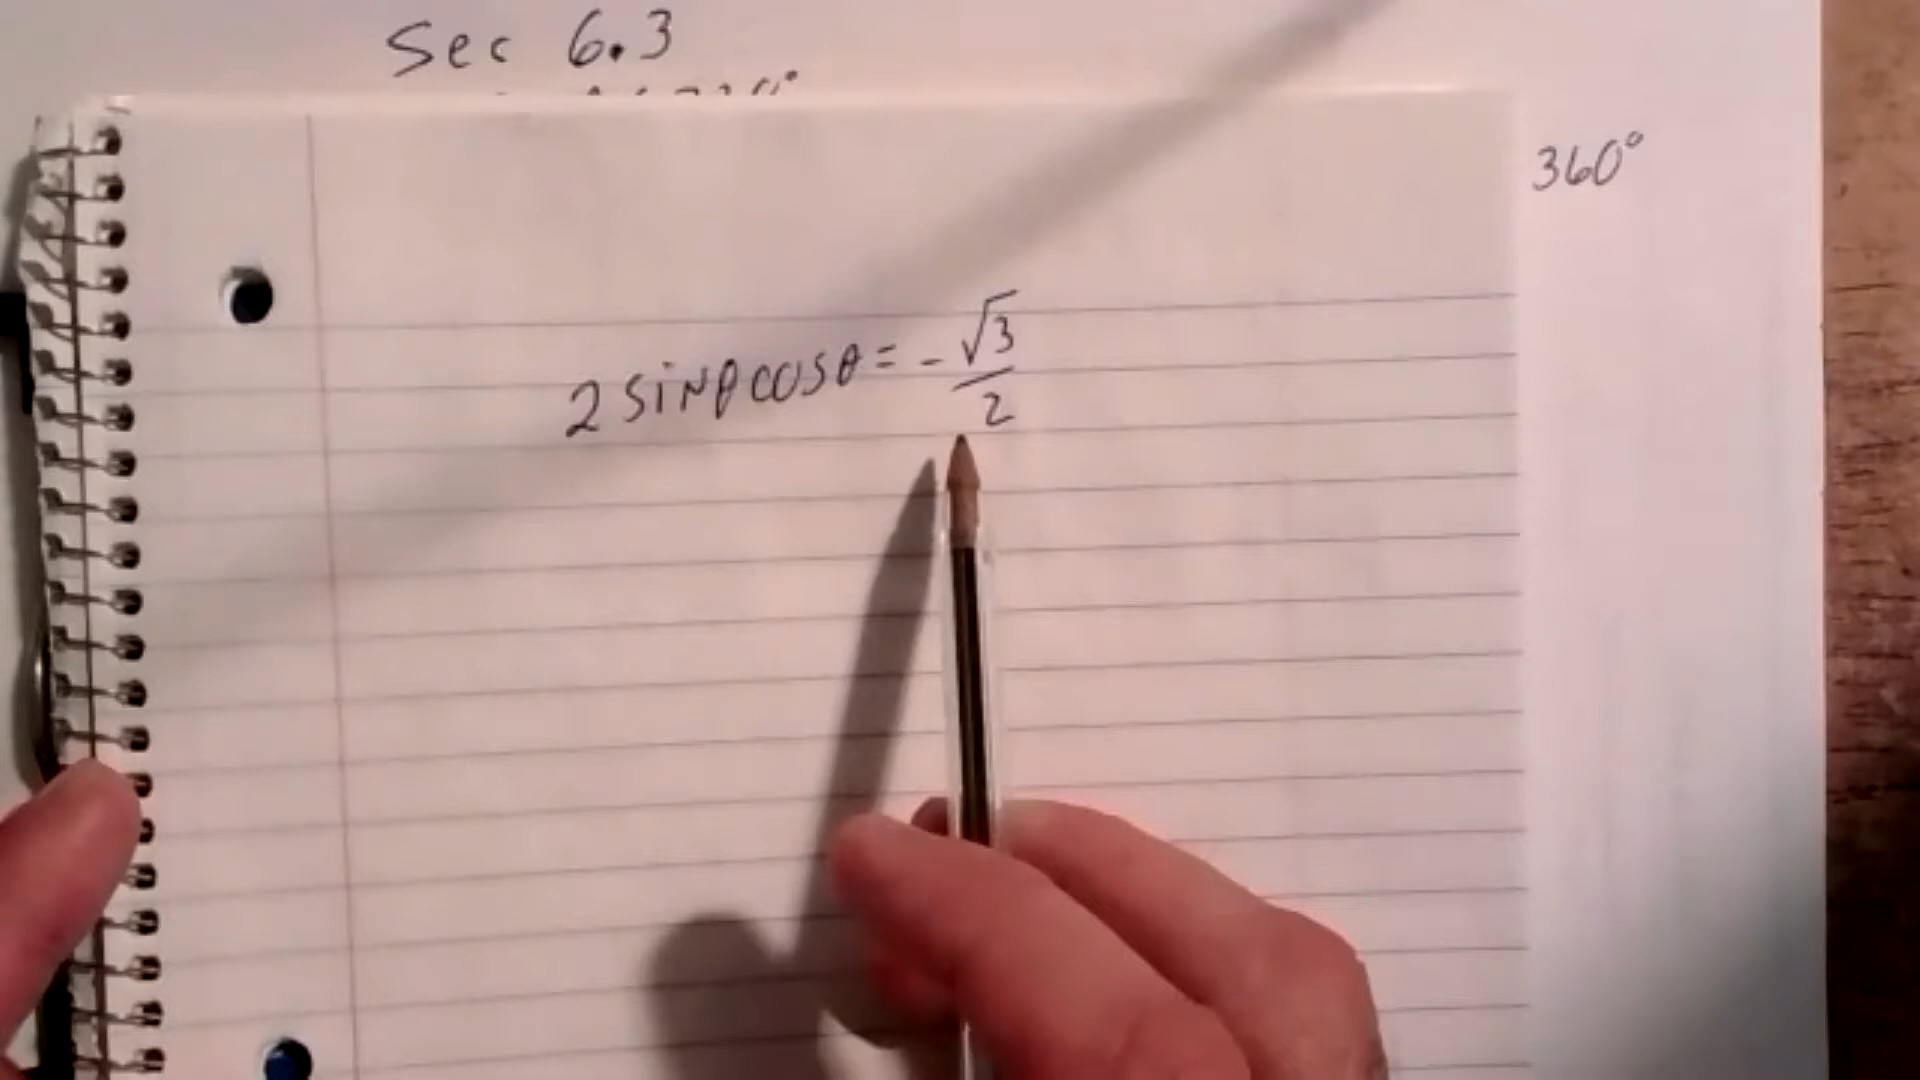 Sec 6.3
360°
2 sinθ cosθ = - √3/2